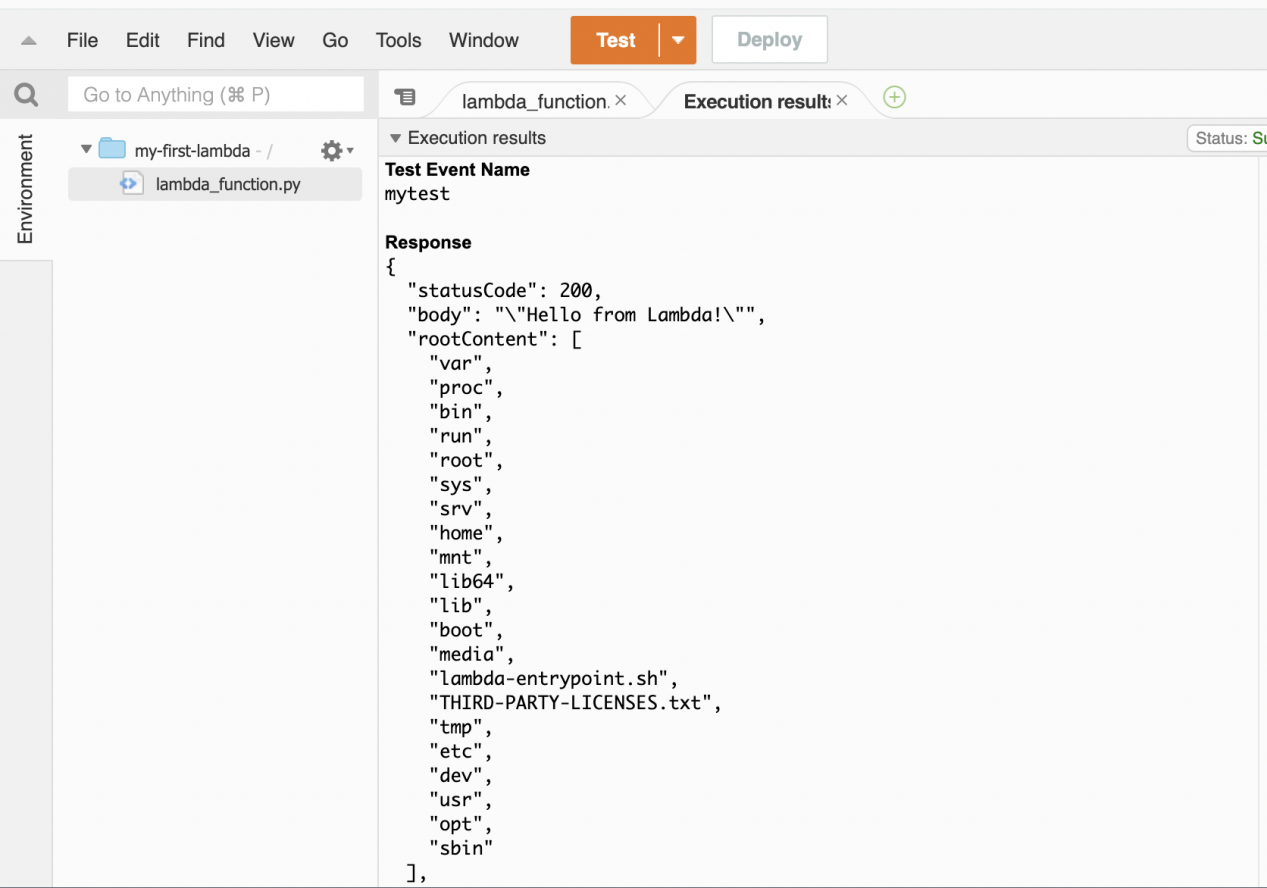 File Edit Find View Go Tools Window Test Deploy
Go to Anything (⌘ P)
lambda_function. × Execution results ×
Environment
my-first-lambda - /
lambda_function.py
Execution results
Status: Su
Test Event Name
mytest
Response
{
"statusCode": 200,
"body": "\"Hello from Lambda!\"",
"rootContent": [
"var",
"proc",
"bin",
"run",
"root",
"sys",
"srv",
"home",
"mnt",
"lib64",
"lib",
"boot",
"media",
"lambda-entrypoint.sh",
"THIRD-PARTY-LICENSES.txt",
"tmp",
"etc",
"dev",
"usr",
"opt",
"sbin"
],